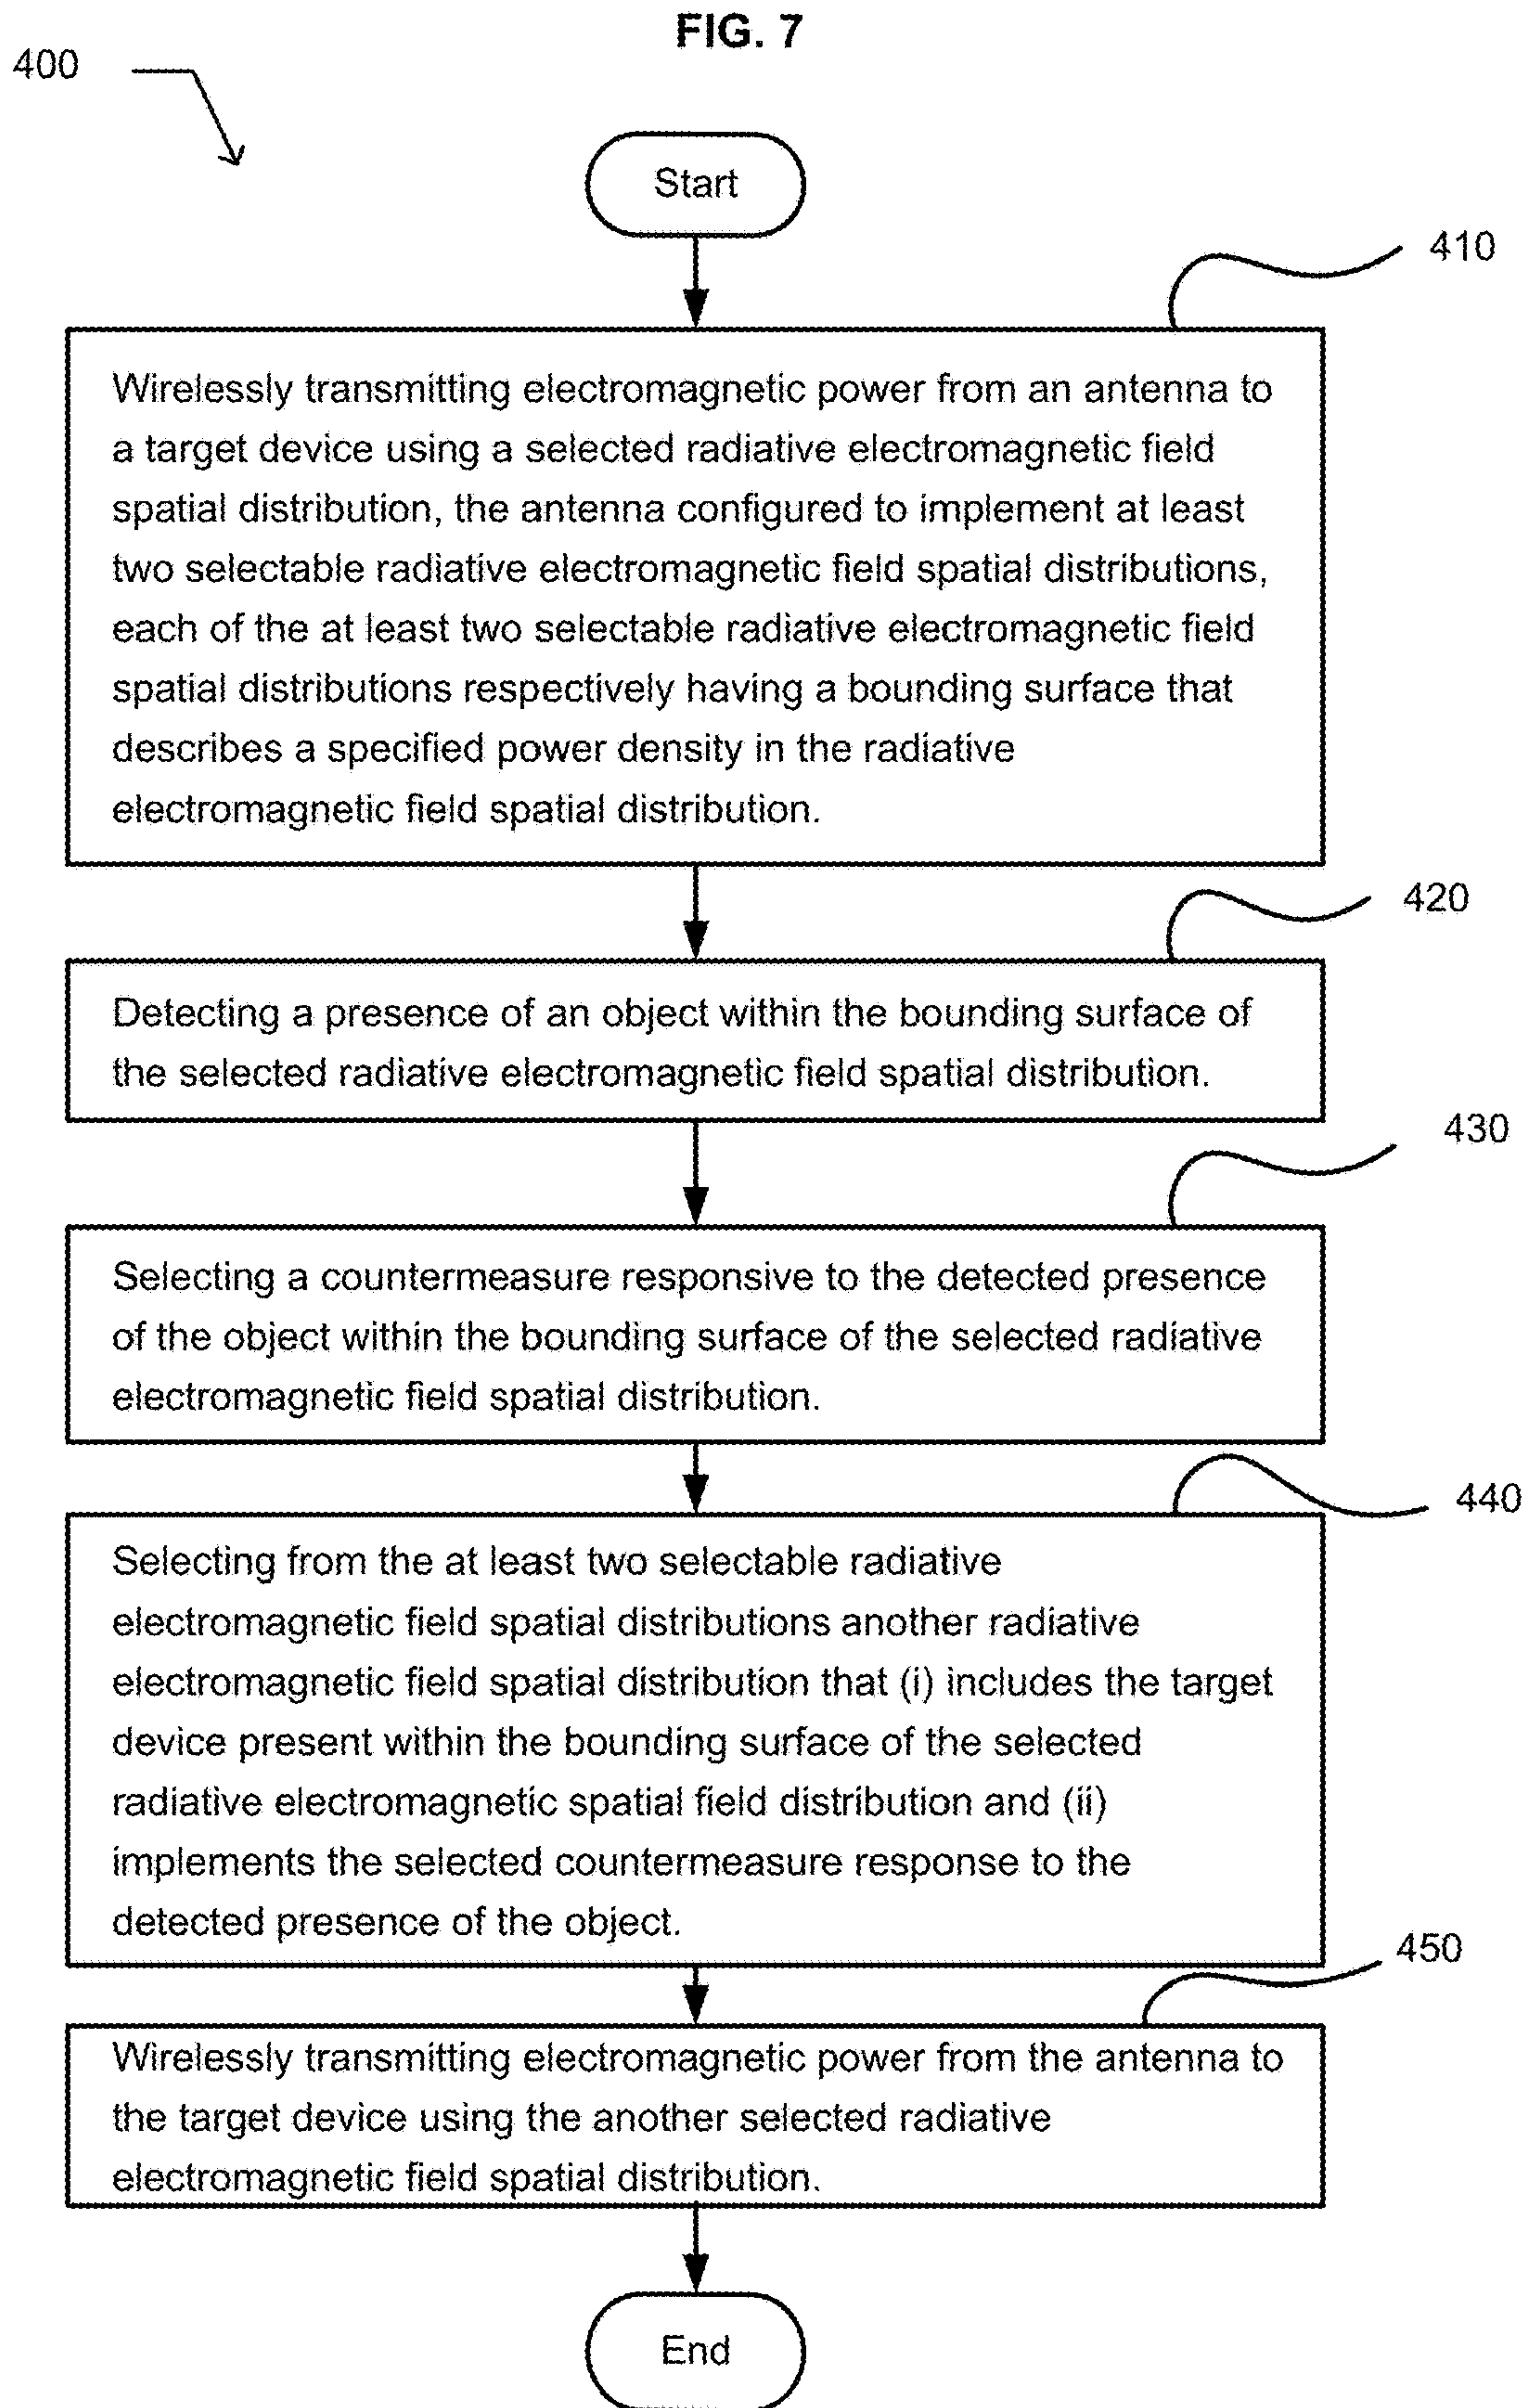 FIG. 7
400
Start
410
Wirelessly transmitting electromagnetic power from an antenna to
a target device using a selected radiative electromagnetic field
spatial distribution, the antenna configured to implement at least
two selectable radiative electromagnetic field spatial distributions,
each of the at least two selectable radiative electromagnetic field
spatial distributions respectively having a bounding surface that
describes a specified power density in the radiative
electromagnetic field spatial distribution.
420
Detecting a presence of an object within the bounding surface of
the selected radiative electromagnetic field spatial distribution.
430
Selecting a countermeasure responsive to the detected presence
of the object within the bounding surface of the selected radiative
electromagnetic field spatial distribution.
440
Selecting from the at least two selectable radiative
electromagnetic field spatial distributions another radiative
electromagnetic field spatial distribution that (i) includes the target
device present within the bounding surface of the selected
radiative electromagnetic spatial field distribution and (ii)
implements the selected countermeasure response to the
detected presence of the object.
450
Wirelessly transmitting electromagnetic power from the antenna to
the target device using the another selected radiative
electromagnetic field spatial distribution.
End